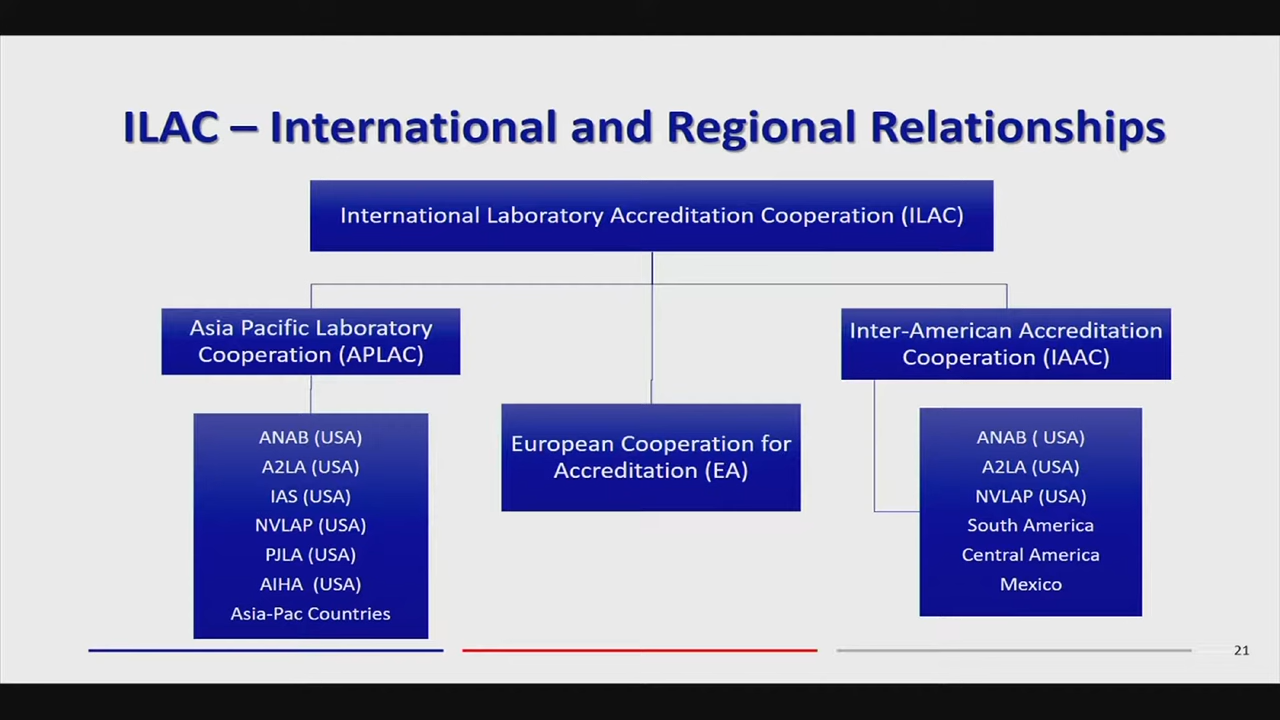 ILAC – International and Regional Relationships
International Laboratory Accreditation Cooperation (ILAC)
Asia Pacific Laboratory
Cooperation (APLAC)
ANAB (USA)
A2LA (USA)
IAS (USA)
NVLAP (USA)
PJLA (USA)
AIHA (USA)
Asia-Pac Countries
European Cooperation for
Accreditation (EA)
Inter-American Accreditation
Cooperation (IAAC)
ANAB ( USA)
A2LA (USA)
NVLAP (USA)
South America
Central America
Mexico
21